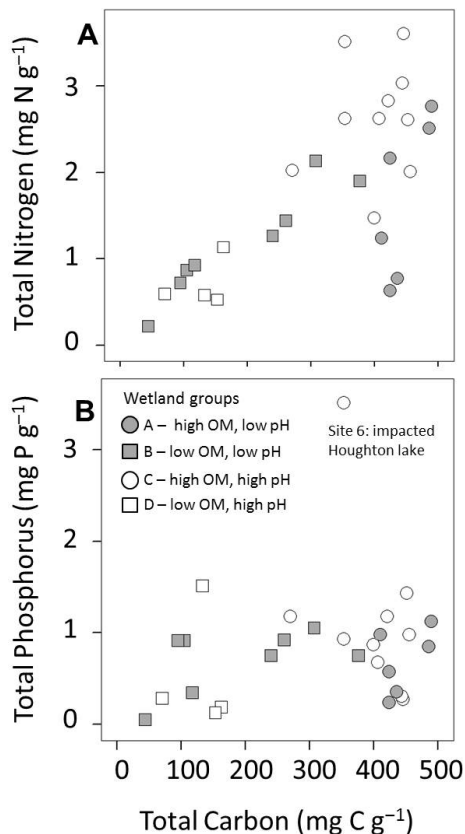 A
Total Nitrogen (mg N g⁻¹)
3
2
1
0
B
Total Phosphorus (mg P g⁻¹)
3
2
1
0
Wetland groups
A – high OM, low pH
B – low OM, low pH
C – high OM, high pH
D – low OM, high pH
Site 6: impacted
Houghton lake
0 100 200 300 400 500
Total Carbon (mg C g⁻¹)